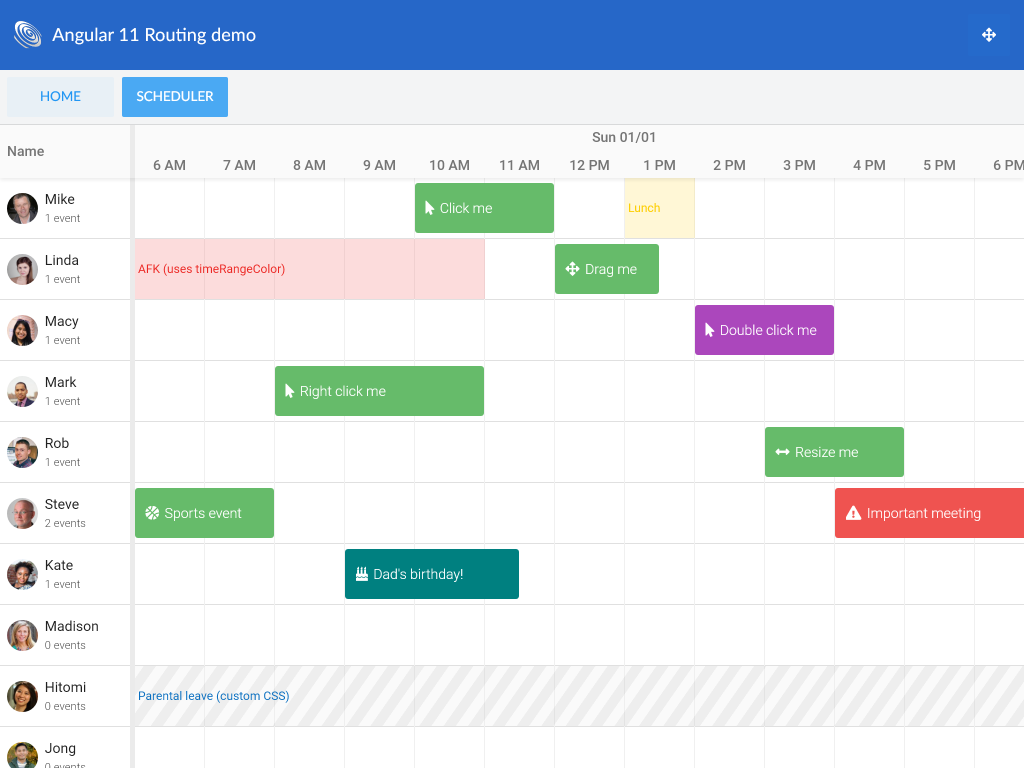 Angular 11 Routing demo
HOME SCHEDULER
Name
Sun 01/01
6 AM 7 AM 8 AM 9 AM 10 AM 11 AM 12 PM 1 PM 2 PM 3 PM 4 PM 5 PM 6 PM
Mike
1 event
Click me
Lunch
Linda
1 event
AFK (uses timeRangeColor)
Drag me
Macy
1 event
Double click me
Mark
1 event
Right click me
Rob
1 event
Resize me
Steve
2 events
Sports event
Important meeting
Kate
1 event
Dad's birthday!
Madison
0 events
Hitomi
0 events
Parental leave (custom CSS)
Jong
0 events